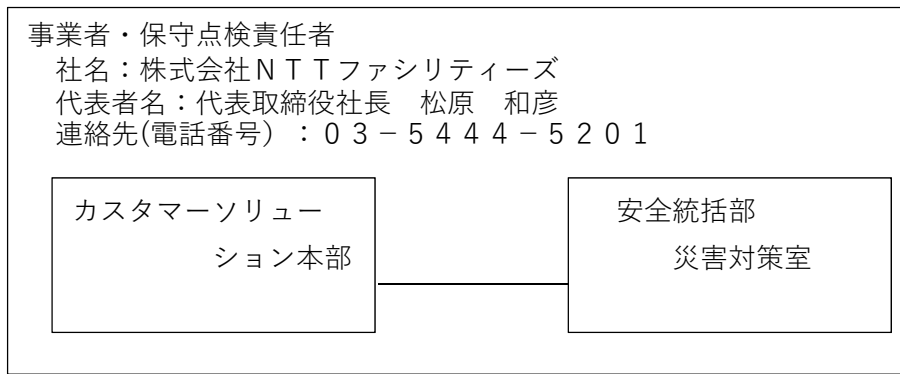 事業者・保守点検責任者
社名：株式会社ＮＴＴファシリティーズ
代表者名：代表取締役社長　松原　和彦
連絡先(電話番号）：０３－５４４４－５２０１
カスタマーソリュー
ション本部
安全統括部
災害対策室